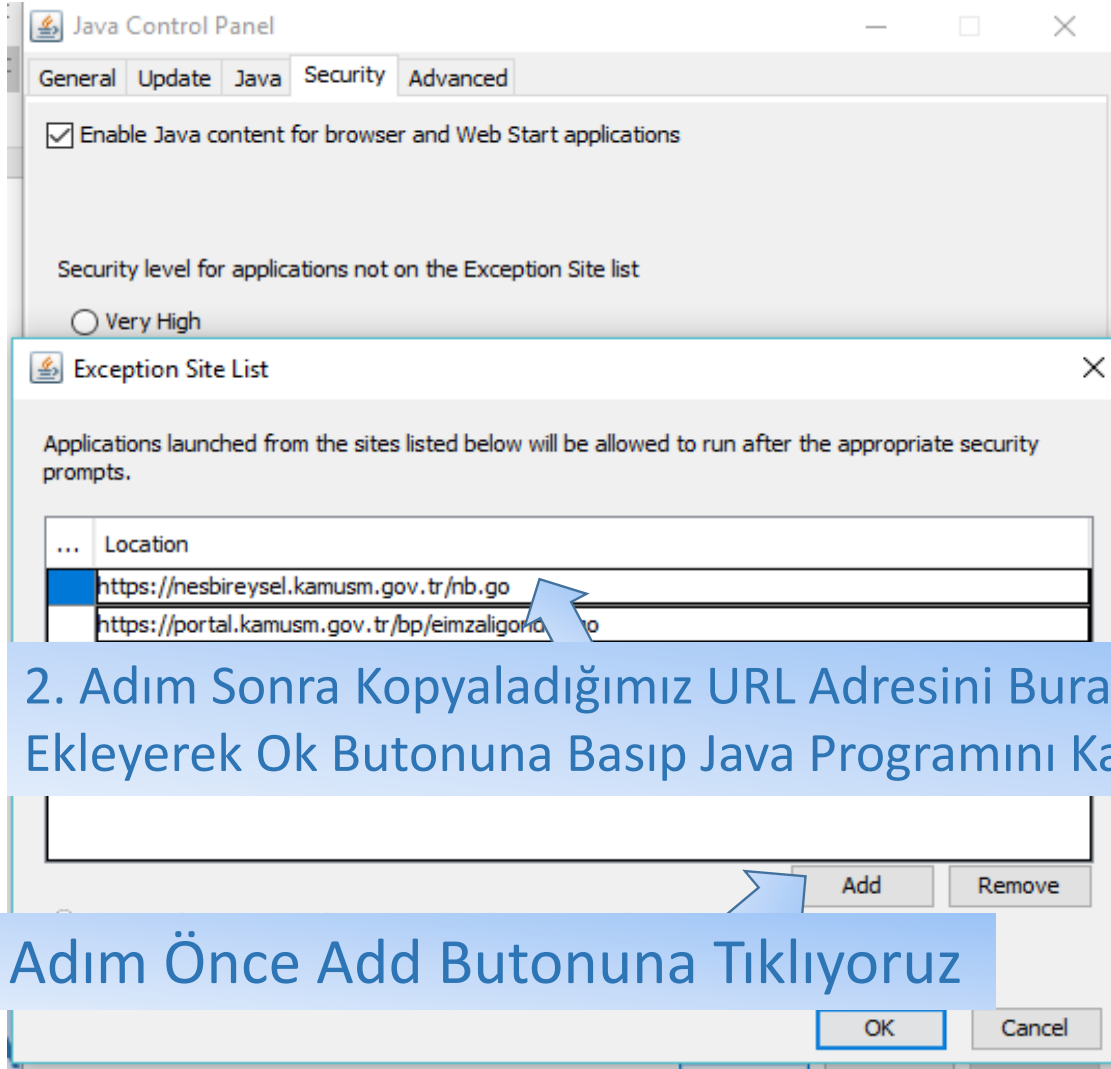 Java Control Panel
General Update Java Security Advanced
Enable Java content for browser and Web Start applications
Security level for applications not on the Exception Site list
Very High
Exception Site List
Applications launched from the sites listed below will be allowed to run after the appropriate security
prompts.
... Location
https://nesbireysel.kamusm.gov.tr/nb.go
https://portal.kamusm.gov.tr/bp/
2. Adım Sonra Kopyaladığımız URL Adresini Bura
Ekleyerek Ok Butonuna Basıp Java Programını Ka
Add Remove
Adım Önce Add Butonuna Tıklıyoruz
OK Cancel